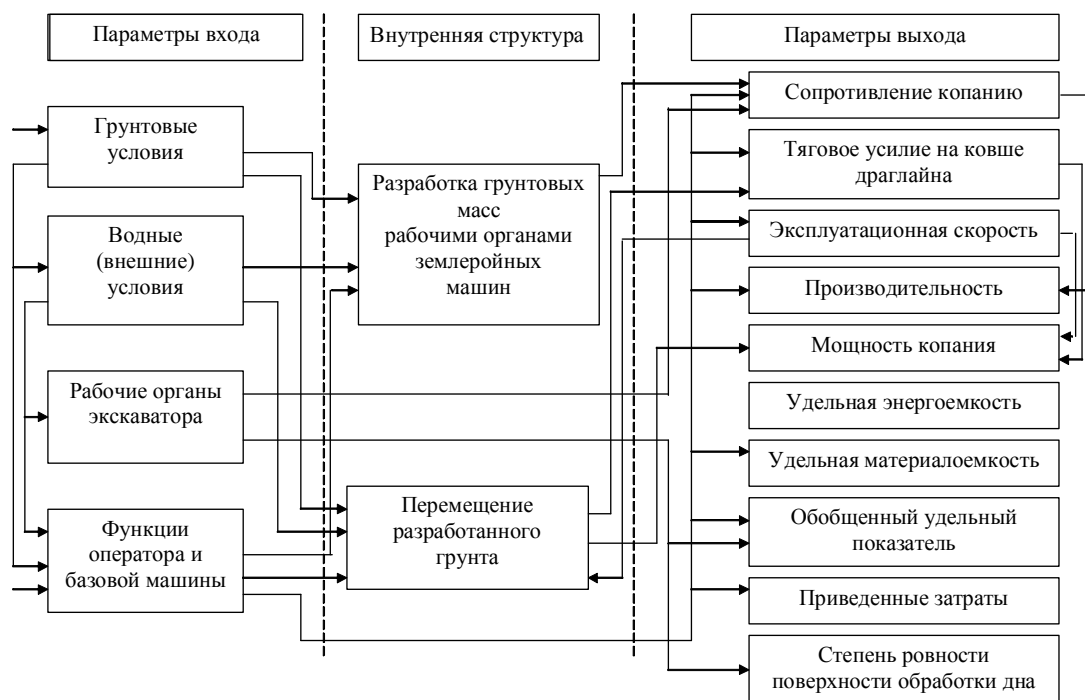 Параметры входа
Внутренняя структура
Параметры выхода
Грунтовые
условия
Водные
(внешние)
условия
Рабочие органы
экскаватора
Функции
оператора и
базовой машины
Разработка грунтовых
масс
рабочими органами
землеройных
машин
Перемещение
разработанного
грунта
Сопротивление копанию
Тяговое усилие на ковше
драглайна
Эксплуатационная скорость
Производительность
Мощность копания
Удельная энергоемкость
Удельная материалоемкость
Обобщенный удельный
показатель
Приведенные затраты
Степень ровности
поверхности обработки дна